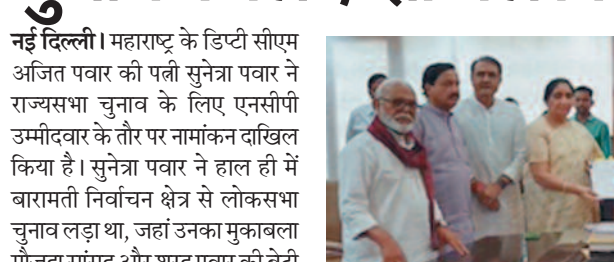 नई दिल्ली। महाराष्ट्र के डिप्टी सीएम
अजित पवार की पत्नी सुनेत्रा पवार ने
राज्यसभा चुनाव के लिए एनसीपी
उम्मीदवार के तौर पर नामांकन दाखिल
किया है। सुनेत्रा पवार ने हाल ही में
बारामती निर्वाचन क्षेत्र से लोकसभा
चुनाव लड़ा था, जहां उनका मुकाबला